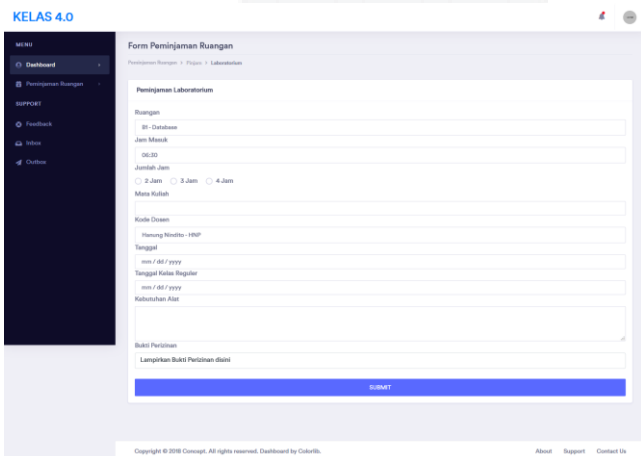 KELAS 4.0
MENU
Dashboard
Peminjaman Ruangan
SUPPORT
Feedback
Inbox
Outbox
Form Peminjaman Ruangan
Peminjaman Ruangan > > Laboratorium
Peminjaman Laboratorium
Ruangan
B1 - Database
Jam Masuk
06:30
Jumlah Jam
2 Jam 3 Jam 4 Jam
Mata Kuliah
Kode Dosen
Hanung Nindito - HNP
Tanggal
mm / dd / yyyy
Tanggal Kelas Reguler
mm / dd / yyyy
Kebutuhan Alat
Bukti Perizinan
Lampirkan Bukti Perizinan disini
SUBMIT
Copyright © 2018 Concept. All rights reserved. Dashboard by Colorlib.
About Support Contact Us